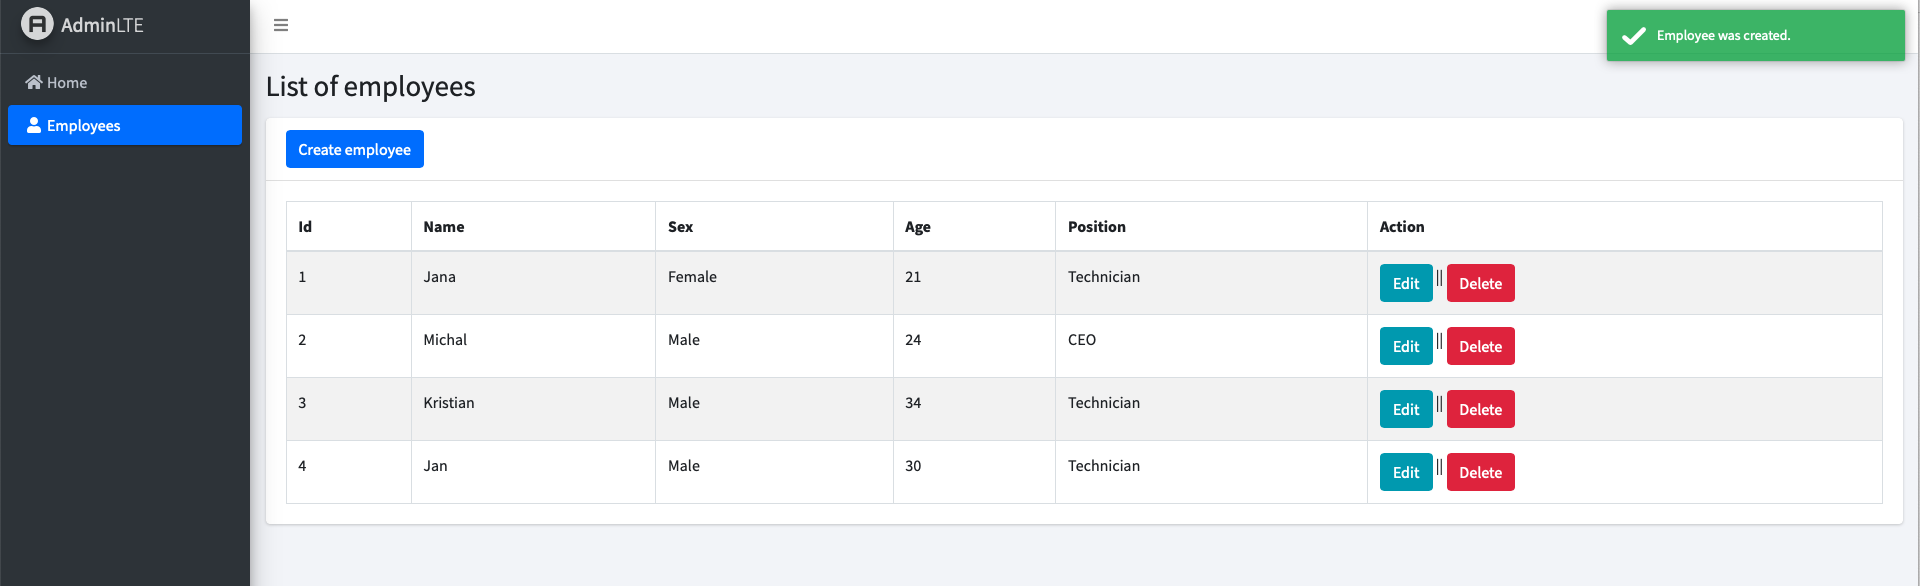 AdminLTE
Employee was created.
Home
List of employees
Employees
Create employee
Id Name Sex Age Position Action
1 Jana Female 21 Technician Edit || Delete
2 Michal Male 24 CEO Edit || Delete
3 Kristian Male 34 Technician Edit || Delete
4 Jan Male 30 Technician Edit || Delete